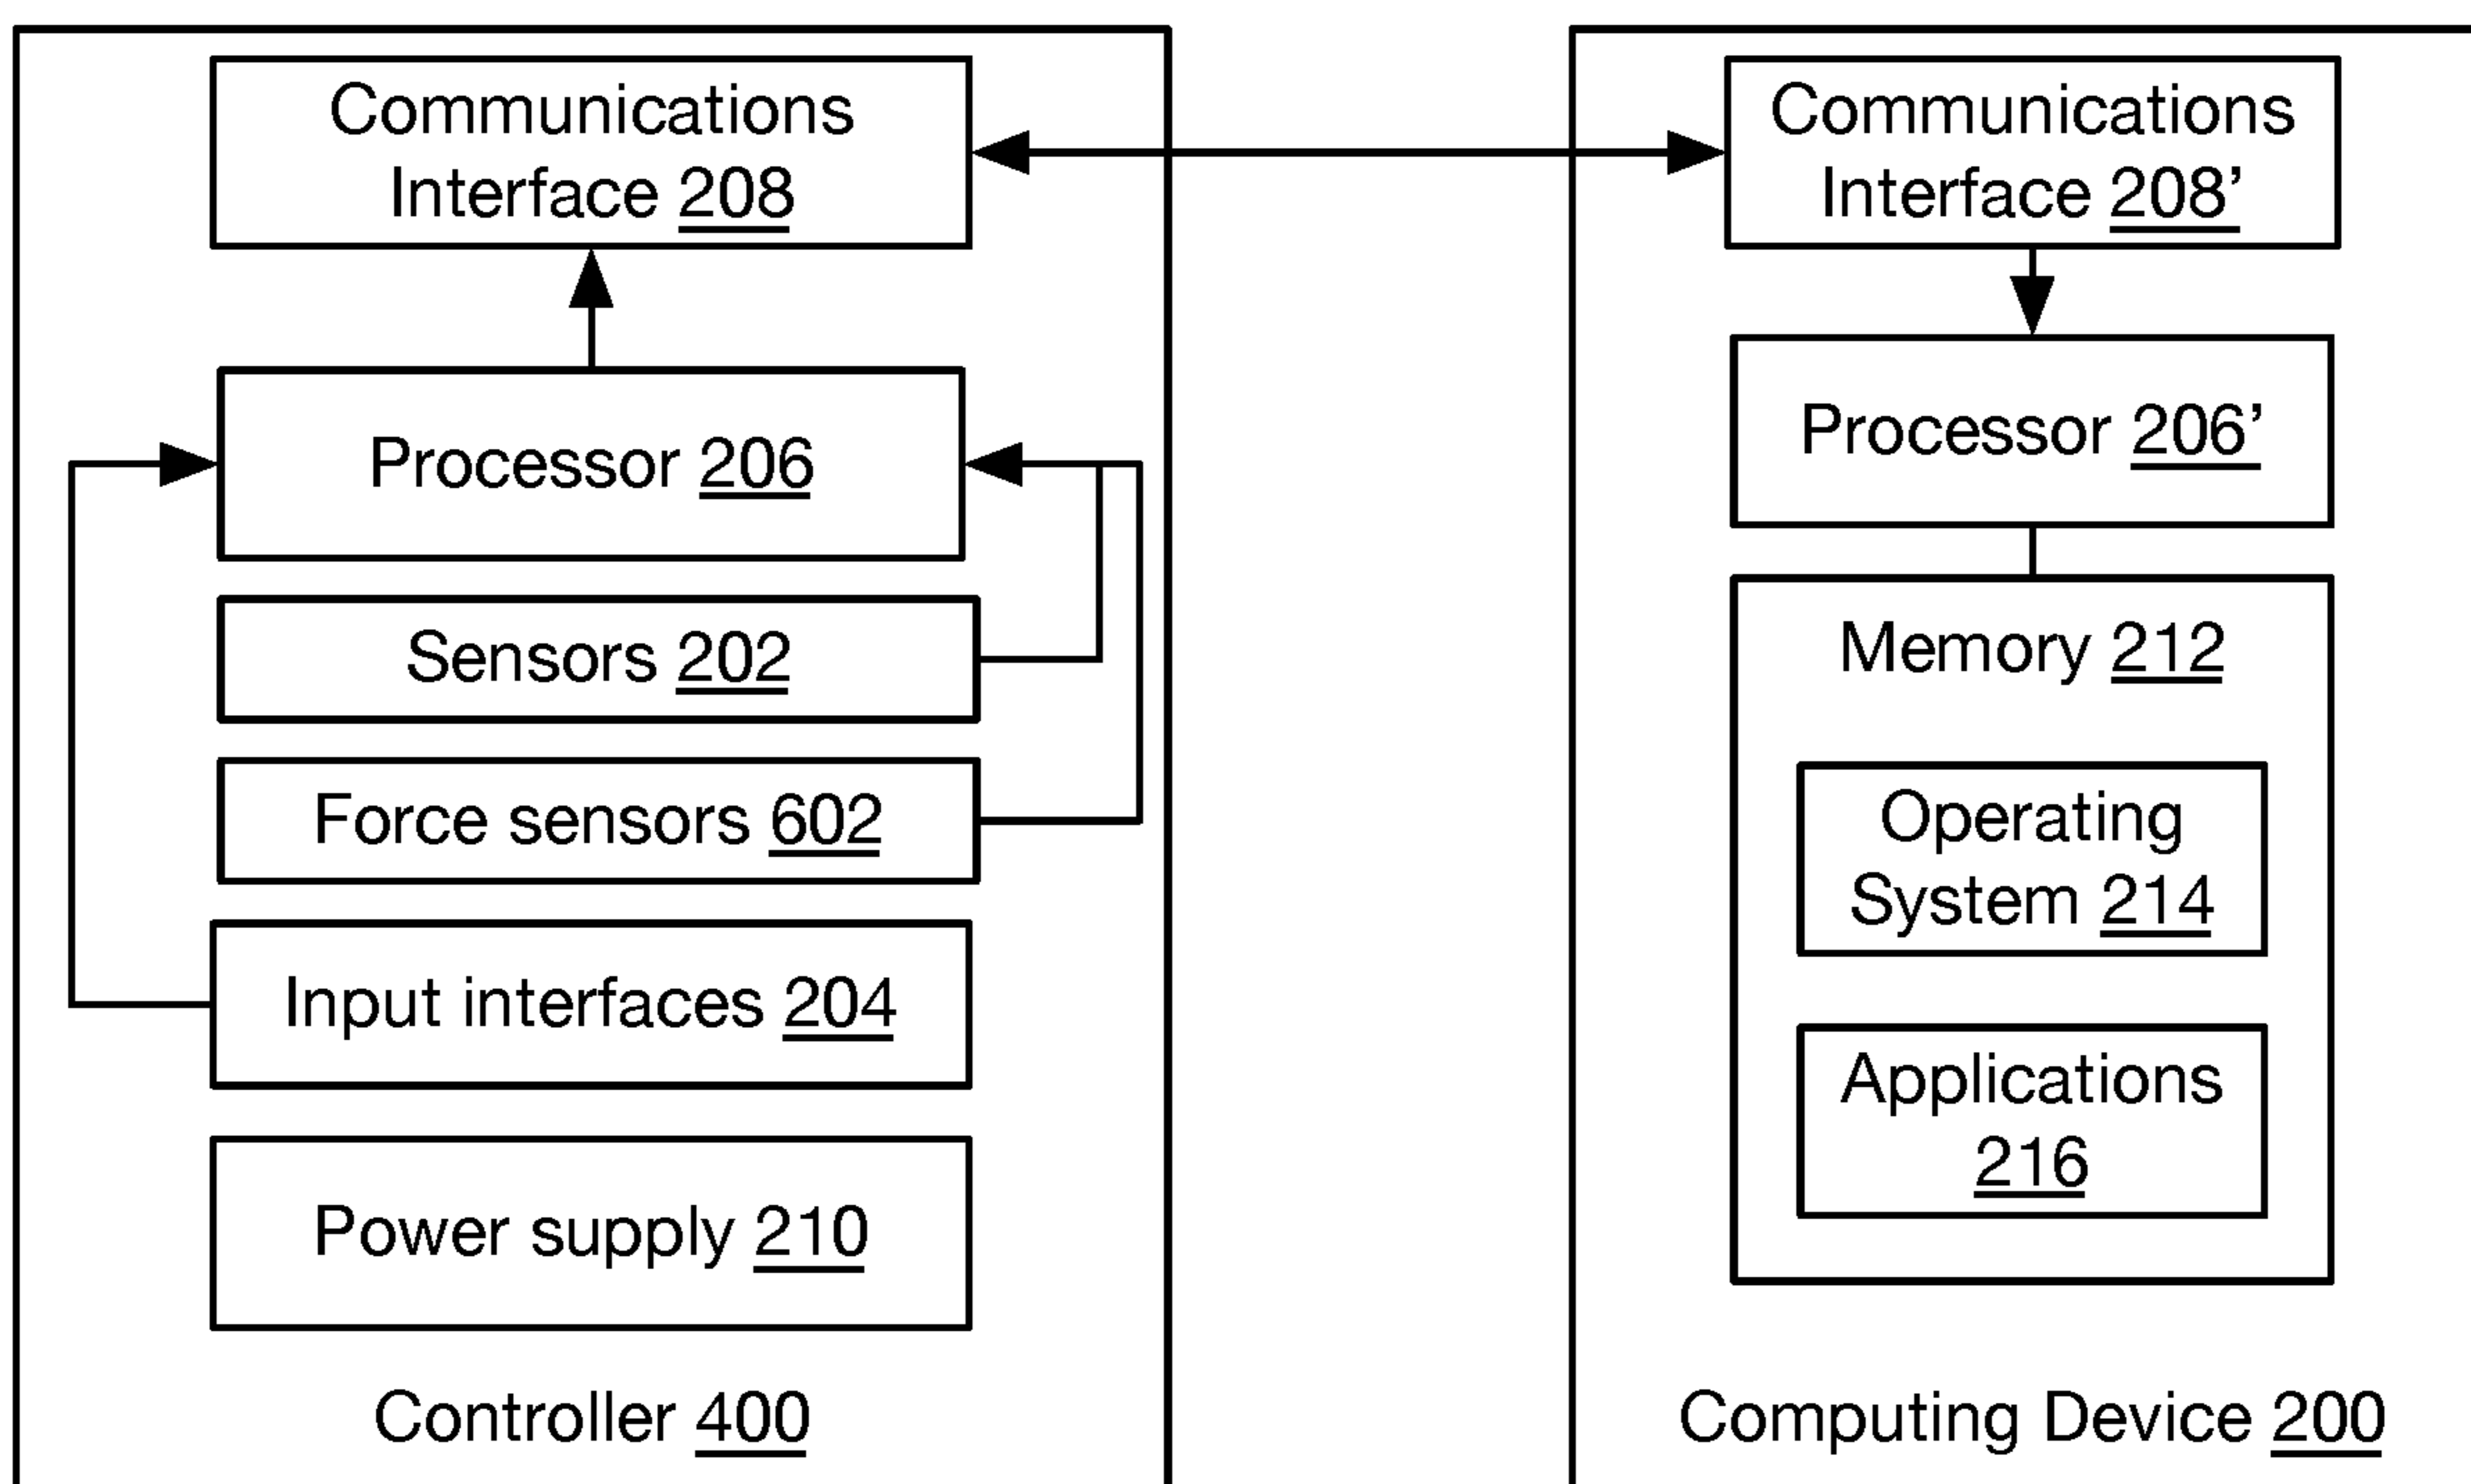 Communications
Interface 208
Processor 206
Sensors 202
Force sensors 602
Input interfaces 204
Power supply 210
Controller 400
Communications
Interface 208’
Processor 206’
Memory 212
Operating
System 214
Applications
216
Computing Device 200